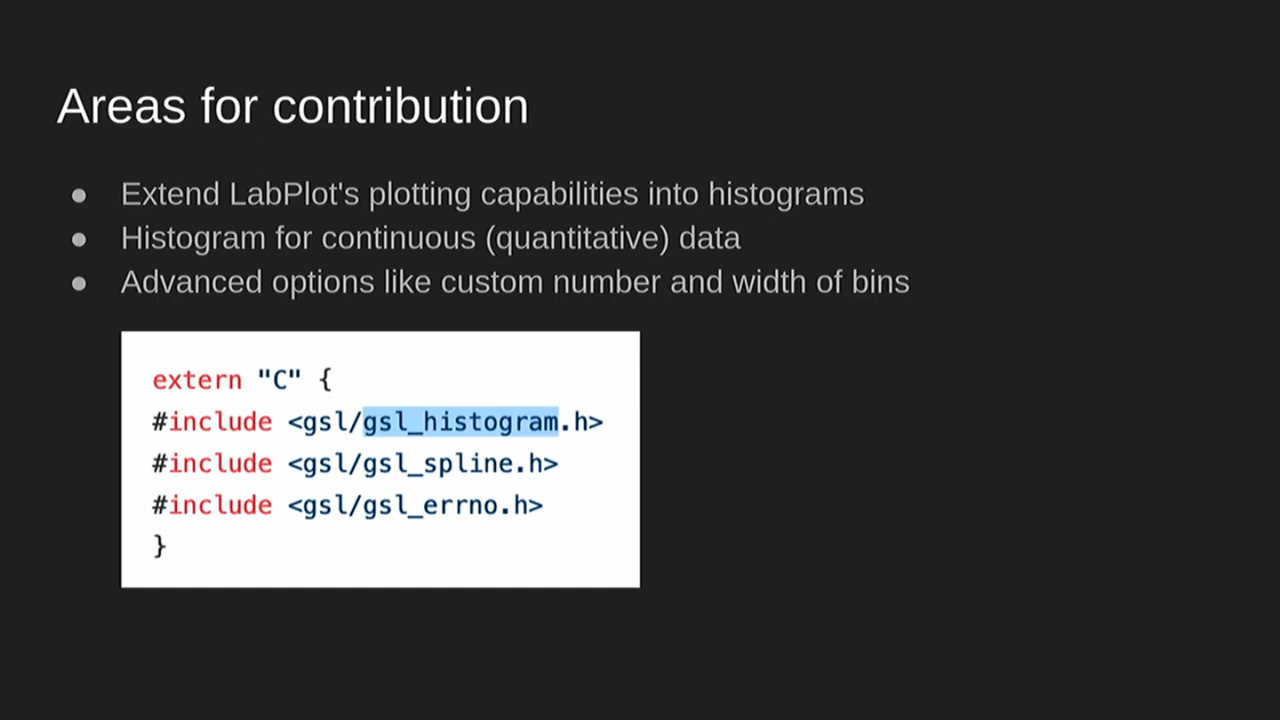 Areas for contribution
● Extend LabPlot's plotting capabilities into histograms
● Histogram for continuous (quantitative) data
● Advanced options like custom number and width of bins
extern "C" {
#include <gsl/gsl_histogram.h>
#include <gsl/gsl_spline.h>
#include <gsl/gsl_errno.h>
}